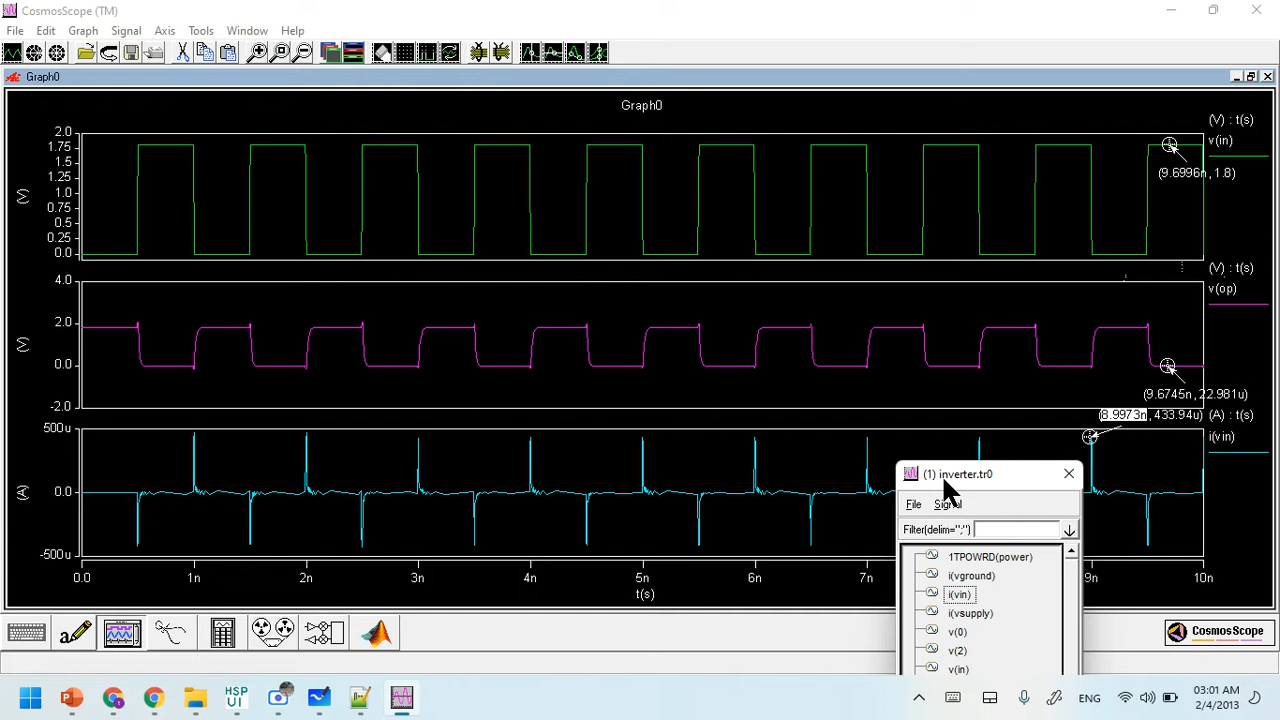 CosmosScope (TM)
File Edit Graph Signal Axis Tools Window Help
Graph0
Graph0
(V) : t(s)
v(in)
2.0
1.75
1.5
1.25
1.0
0.75
0.5
0.25
0.0
(V)
(9.6996n, 1.8)
(V) : t(s)
v(op)
4.0
2.0
0.0
-2.0
(V)
(9.6745n, 22.981u)
(8.9973n, 433.94u) (A) : t(s)
i(vin)
500u
0.0
-500u
(A)
0.0 1n 2n 3n 4n 5n 6n 7n 9n 10n
t(s)
(1) inverter.tr0
File Signal
Filter(delim=";")
1TPOWRD(power)
i(vground)
i(vin)
i(vsupply)
v(0)
v(2)
v(in)
CosmosScope
HSP
UI
ENG
03:01 AM
2/4/2013